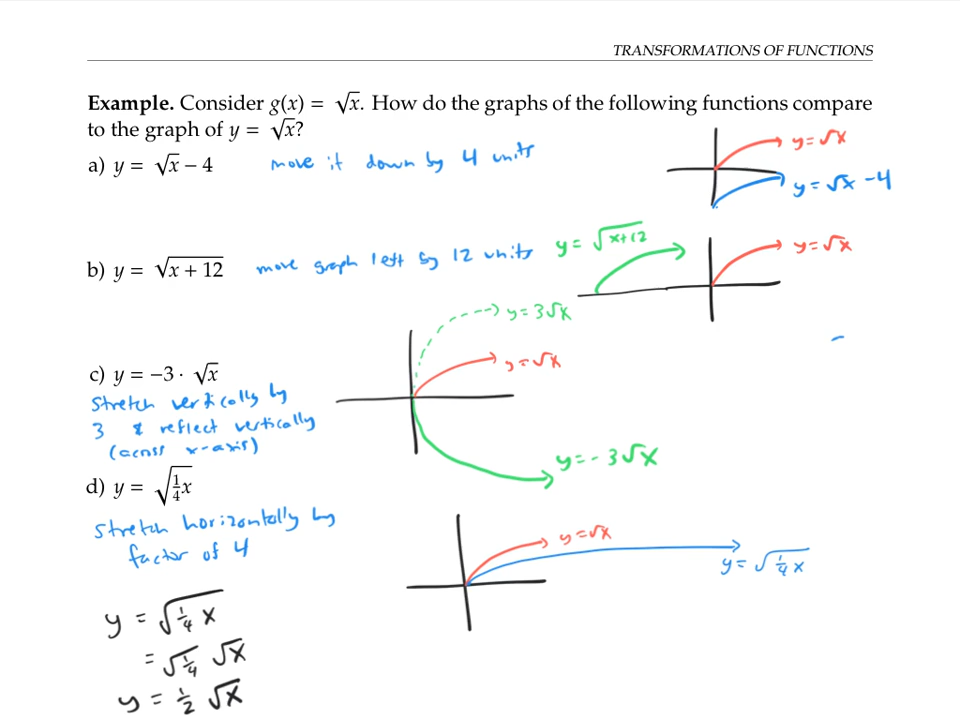 TRANSFORMATIONS OF FUNCTIONS
Example. Consider g(x) = √x. How do the graphs of the following functions compare
to the graph of y = √x?
a) y = √x − 4
move it down by 4 units
y = √x
y = √x − 4
b) y = √(x + 12)
move graph left by 12 units
y = √(x+12)
y = √x
y = 3√x
y = √x
c) y = −3 · √x
stretch vertically by
3 & reflect vertically
(across x-axis)
y = −3√x
d) y = √(1/4 x)
stretch horizontally by
factor of 4
y = √x
y = √(1/4 x)
y = √(1/4 x)
= √(1/4) √x
y = 1/2 √x